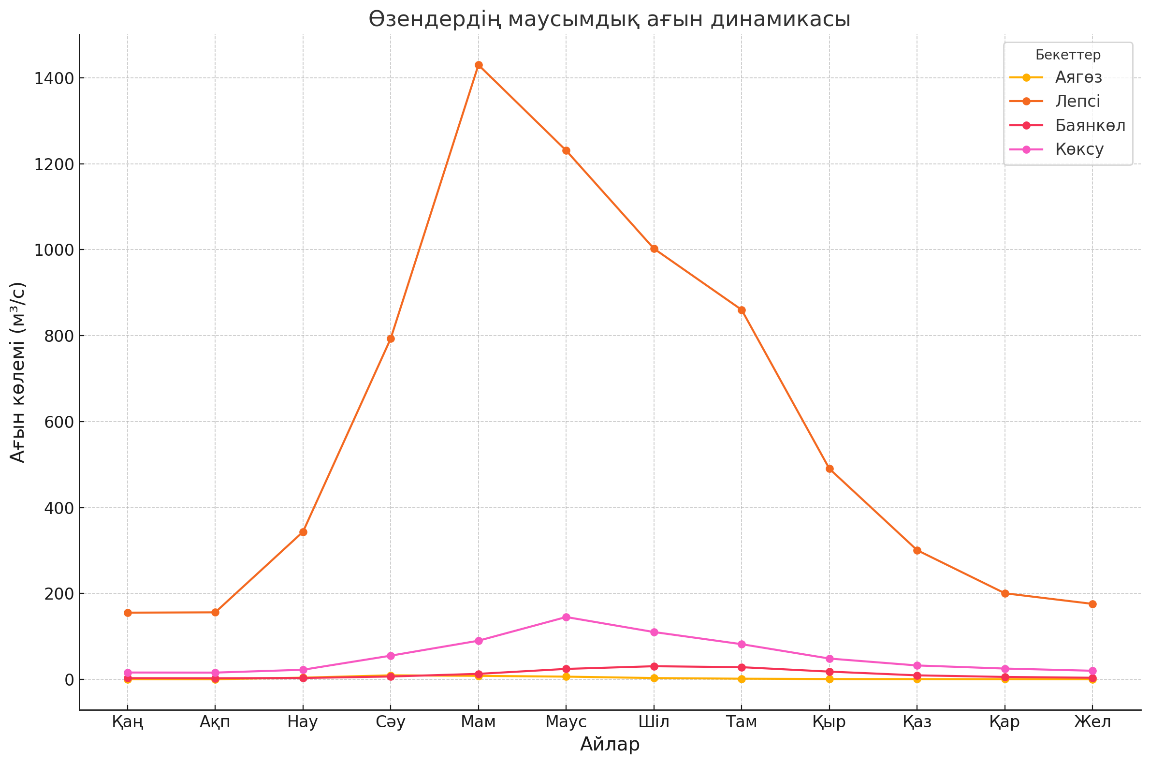 Өзендердің маусымдық ағын динамикасы
Бекеттер
Аягөз
Лепсі
Баянкөл
Көксу
Ағын көлемі (м³/с)
1400
1200
1000
800
600
400
200
0
Қаң Ақп Нау Сәу Мам Маус Шіл Там Қыр Қаз Қар Жел
Айлар